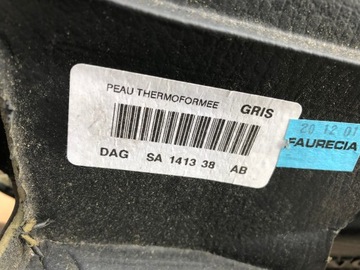 PEAU THERMOFORMEE GRIS
DAG SA 1413 38 AB
20 12 01
FAURECIA